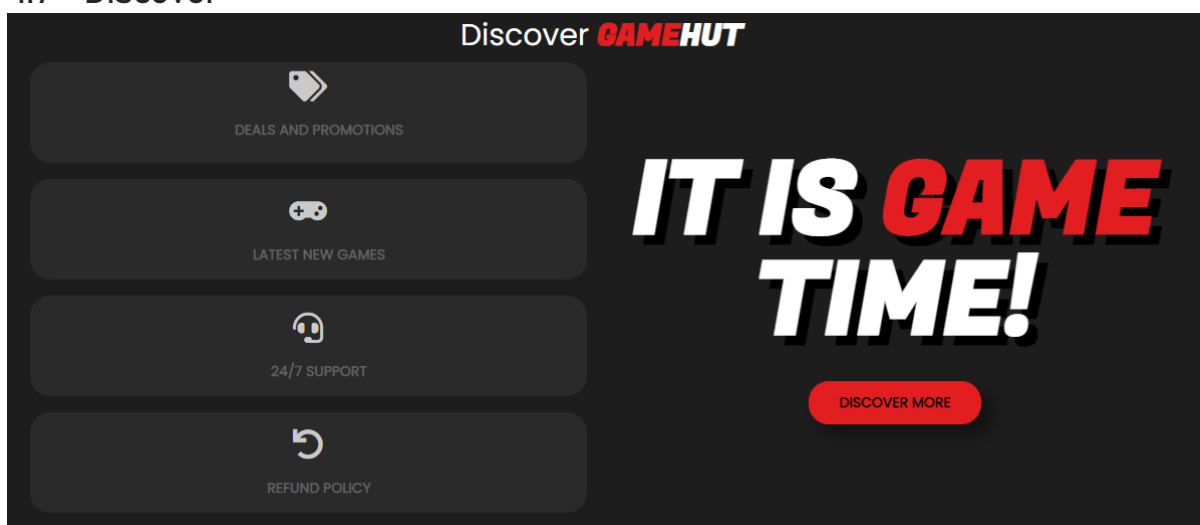 Discover GAMEHUT
DEALS AND PROMOTIONS
LATEST NEW GAMES
24/7 SUPPORT
REFUND POLICY
IT IS GAME
TIME!
DISCOVER MORE